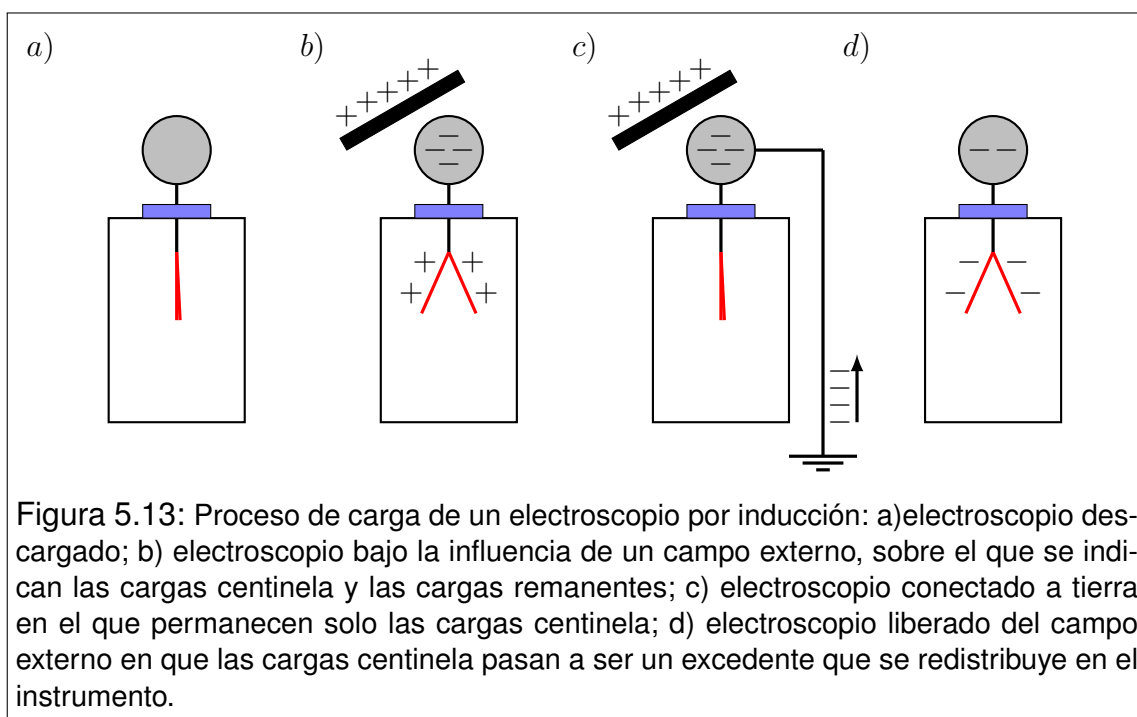 a) b) c) d)
Figura 5.13: Proceso de carga de un electroscopio por inducción: a)electroscopio des-
cargado; b) electroscopio bajo la influencia de un campo externo, sobre el que se indi-
can las cargas centinela y las cargas remanentes; c) electroscopio conectado a tierra
en el que permanecen solo las cargas centinela; d) electroscopio liberado del campo
externo en que las cargas centinela pasan a ser un excedente que se redistribuye en el
instrumento.